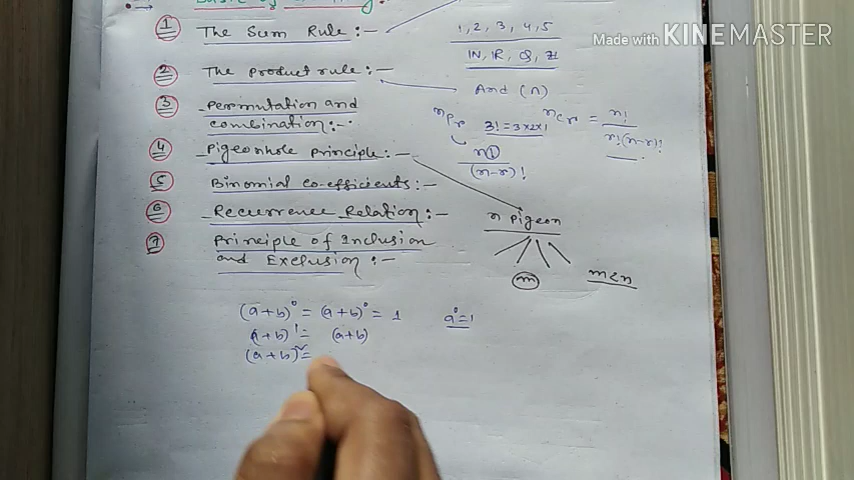 ① The Sum Rule :-
1, 2, 3, 4, 5
Made with KINEMASTER
IN, IR, Q, Z
② The product rule :-
And (∩)
③ permutation and
combination :-
nPr 3! = 3×2×1 nCr = n! / r!(n-r)!
n! / (n-r)!
④ pigeonhole principle :-
⑤ Binomial co-efficients :-
⑥ Recurrence Relation :-
n pigeon
⑦ Principle of Inclusion
and Exclusion :-
m m<n
(a+b)⁰ = (a+b)⁰ = 1 a⁰=1
(a+b)¹ = (a+b)
(a+b)² =